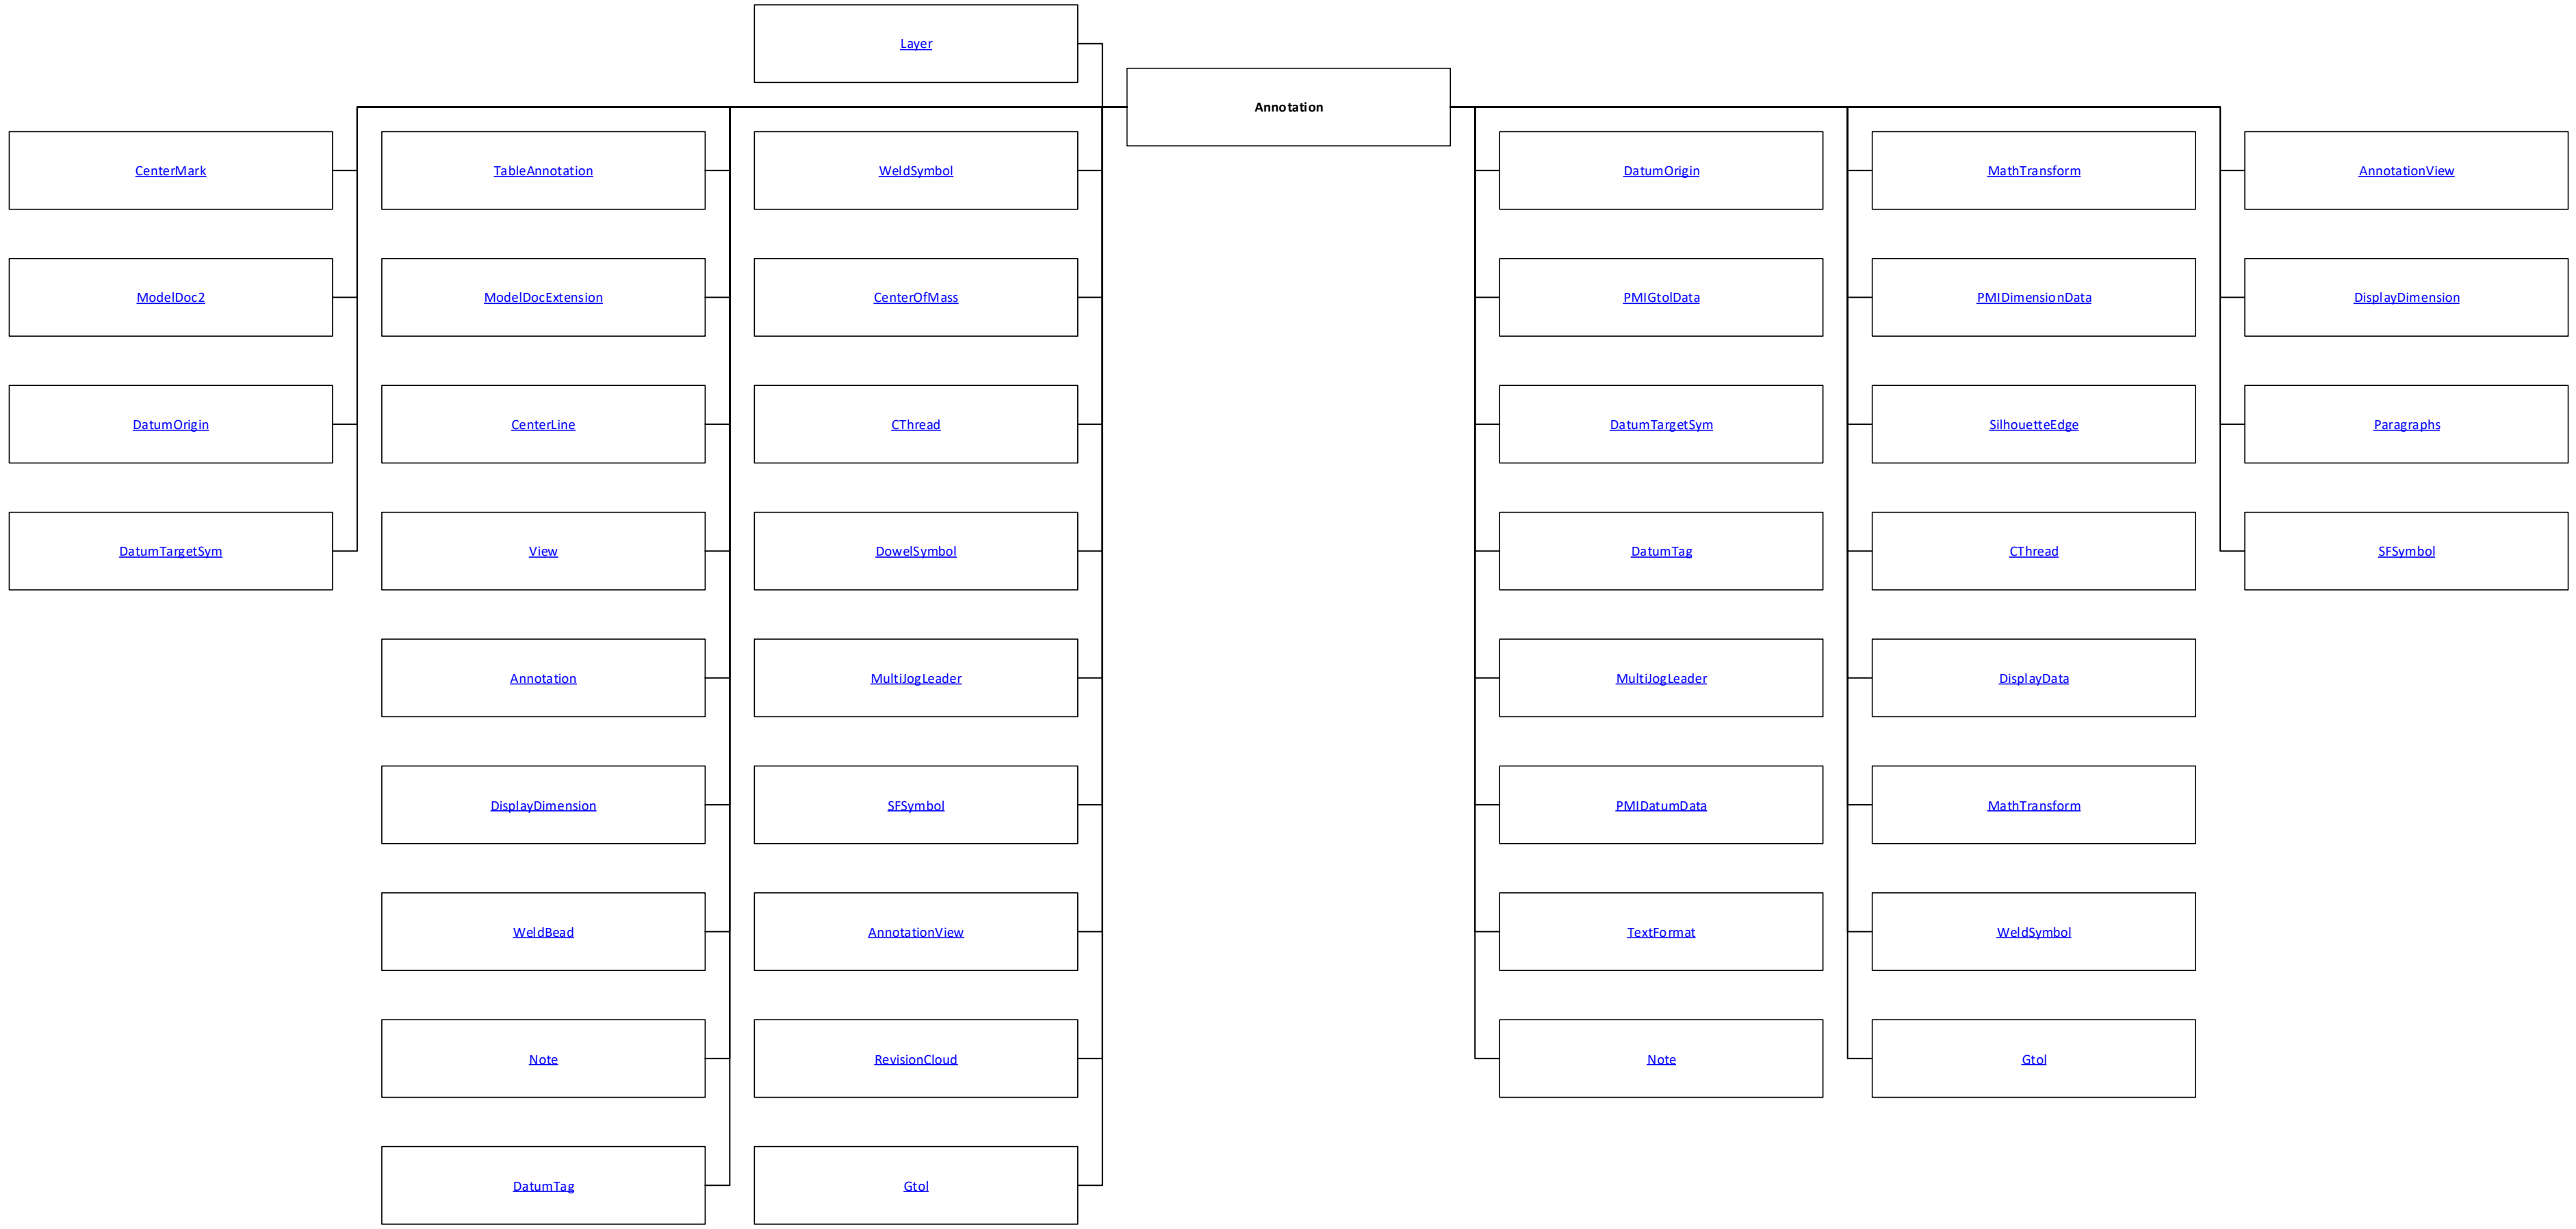 Layer
Annotation
CenterMark
TableAnnotation
WeldSymbol
DatumOrigin
MathTransform
AnnotationView
ModelDoc2
ModelDocExtension
CenterOfMass
PMIGtolData
PMIDimensionData
DisplayDimension
DatumOrigin
CenterLine
CThread
DatumTargetSym
SilhouetteEdge
Paragraphs
DatumTargetSym
View
DowelSymbol
DatumTag
CThread
SFSymbol
Annotation
MultiJogLeader
MultiJogLeader
DisplayData
DisplayDimension
SFSymbol
PMIDatumData
MathTransform
WeldBead
AnnotationView
TextFormat
WeldSymbol
Note
RevisionCloud
Note
Gtol
DatumTag
Gtol